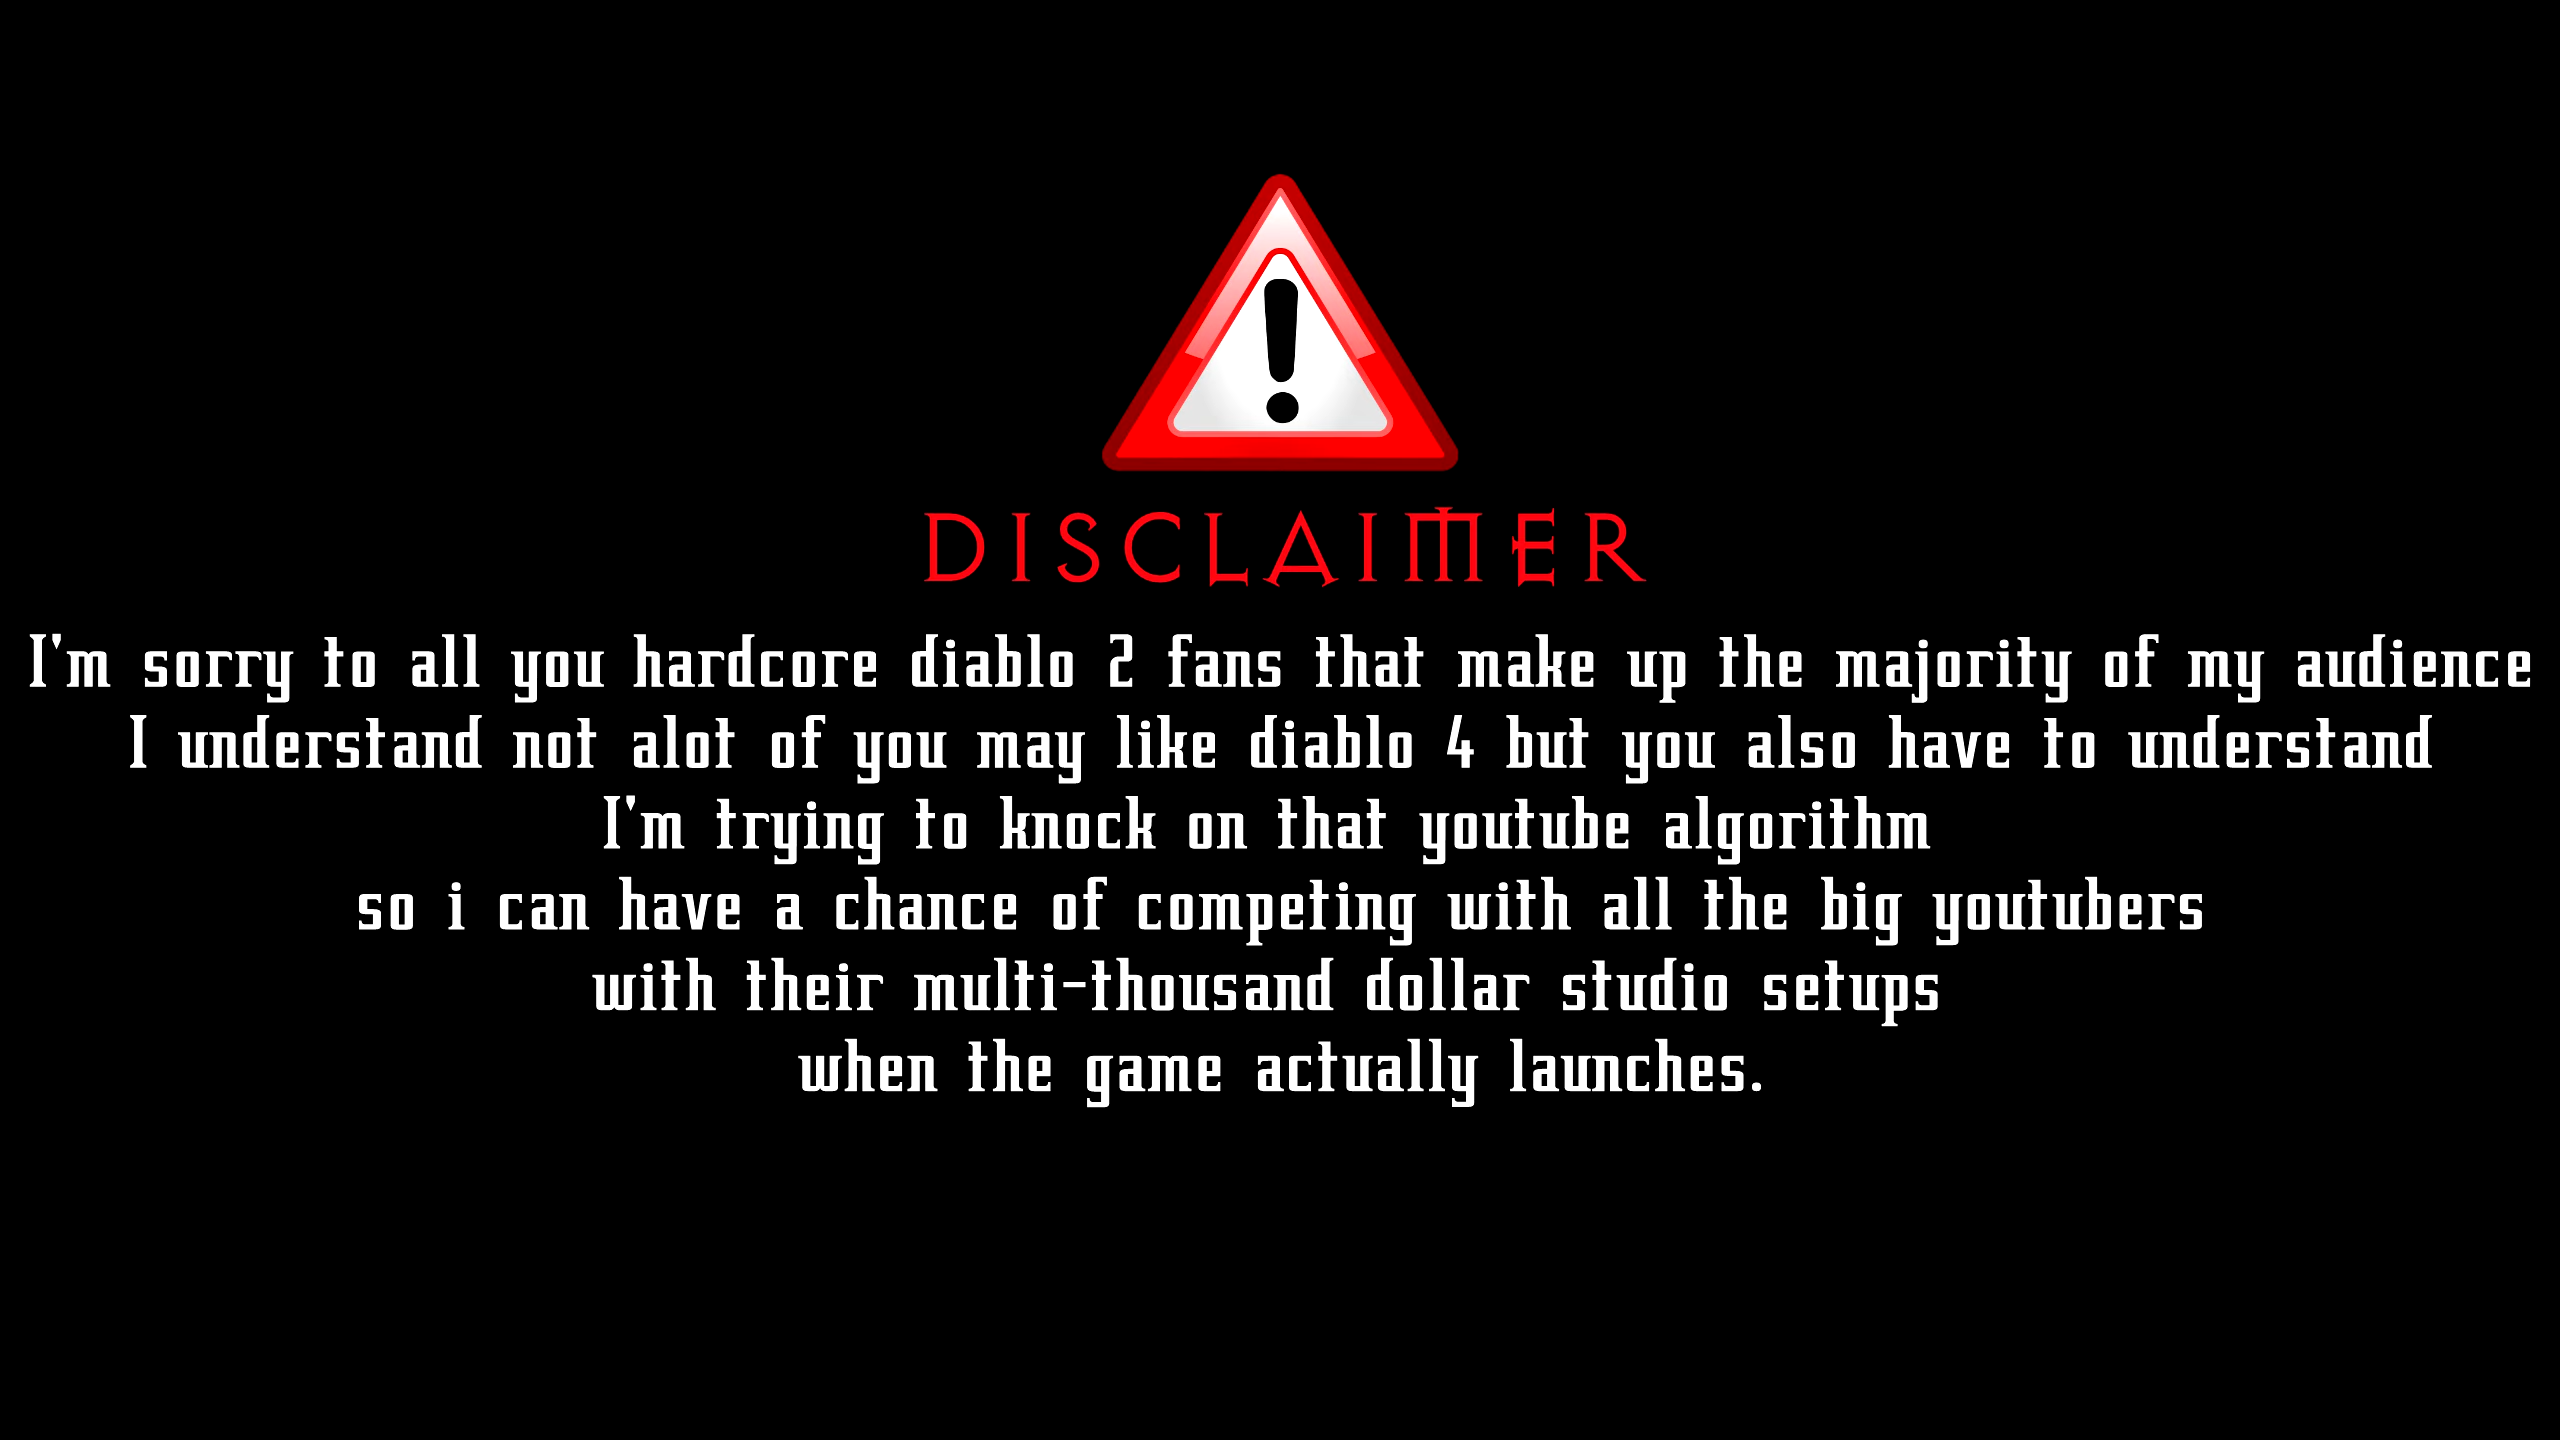 DISCLAIMER
I'm sorry to all you hardcore diablo 2 fans that make up the majority of my audience
I understand not alot of you may like diablo 4 but you also have to understand
I'm trying to knock on that youtube algorithm
so i can have a chance of competing with all the big youtubers
with their multi-thousand dollar studio setups
when the game actually launches.